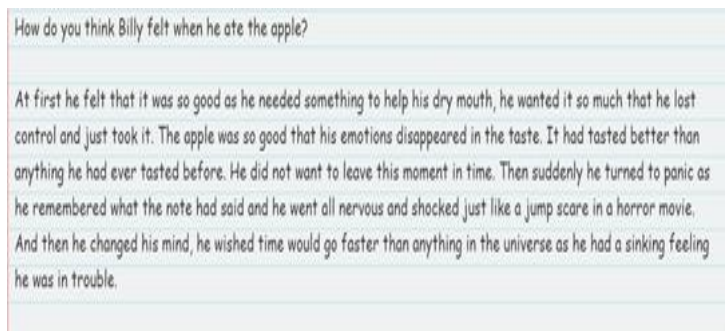 How do you think Billy felt when he ate the apple?
At first he felt that it was so good as he needed something to help his dry mouth, he wanted it so much that he lost
control and just took it. The apple was so good that his emotions disappeared in the taste. It had tasted better than
anything he had ever tasted before. He did not want to leave this moment in time. Then suddenly he turned to panic as
he remembered what the note had said and he went all nervous and shocked just like a jump scare in a horror movie.
And then he changed his mind, he wished time would go faster than anything in the universe as he had a sinking feeling
he was in trouble.